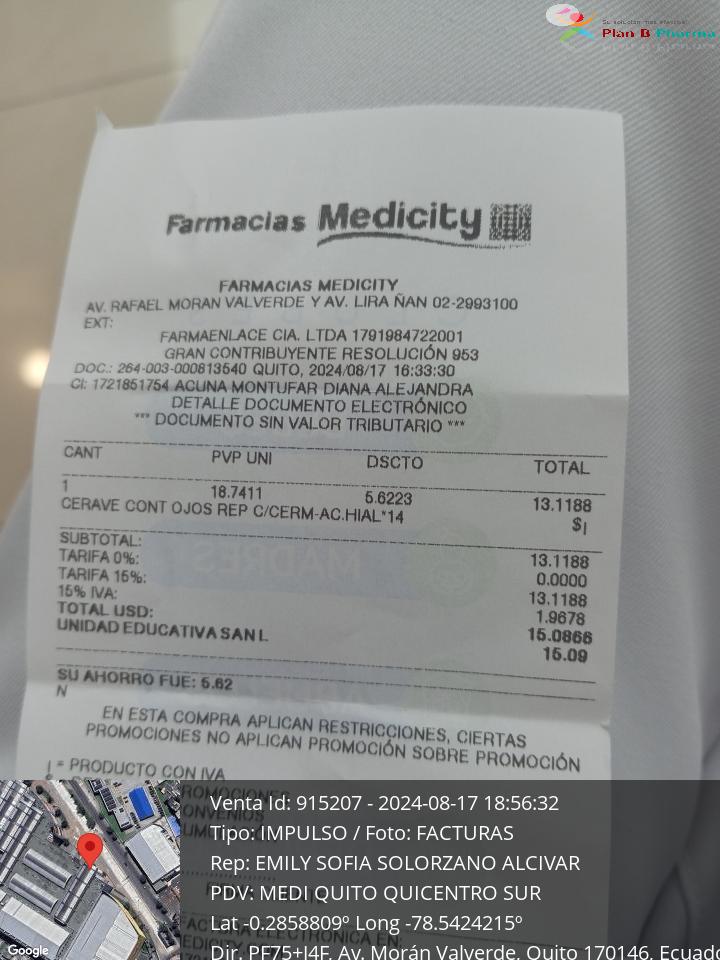 Su solución más efectiva!
Plan B Pharma
Farmacias Medicity
FARMACIAS MEDICITY
AV. RAFAEL MORAN VALVERDE Y AV. LIRA ÑAN 02-2993100
EXT:
FARMAENLACE CIA. LTDA 1791984722001
GRAN CONTRIBUYENTE RESOLUCIÓN 953
DOC.: 264-003-000813540 QUITO, 2024/08/17 16:33:30
CI: 1721851754 ACUNA MONTUFAR DIANA ALEJANDRA
DETALLE DOCUMENTO ELECTRÓNICO
*** DOCUMENTO SIN VALOR TRIBUTARIO ***
CANT PVP UNI DSCTO TOTAL
1 18.7411 5.6223 13.1188
CERAVE CONT OJOS REP C/CERM-AC.HIAL*14 $|
SUBTOTAL: 13.1188
TARIFA 0%: 0.0000
TARIFA 15%: 13.1188
15% IVA: 1.9678
TOTAL USD: 15.0866
UNIDAD EDUCATIVA SAN L 15.09
SU AHORRO FUE: 5.62
N
EN ESTA COMPRA APLICAN RESTRICCIONES, CIERTAS
PROMOCIONES NO APLICAN PROMOCIÓN SOBRE PROMOCIÓN
| = PRODUCTO CON IVA
Venta Id: 915207 - 2024-08-17 18:56:32
Tipo: IMPULSO / Foto: FACTURAS
Rep: EMILY SOFIA SOLORZANO ALCIVAR
PDV: MEDI QUITO QUICENTRO SUR
Lat -0.2858809º Long -78.5424215º
Dir. PF75+J4F, Av. Morán Valverde, Quito 170146, Ecuado
Google